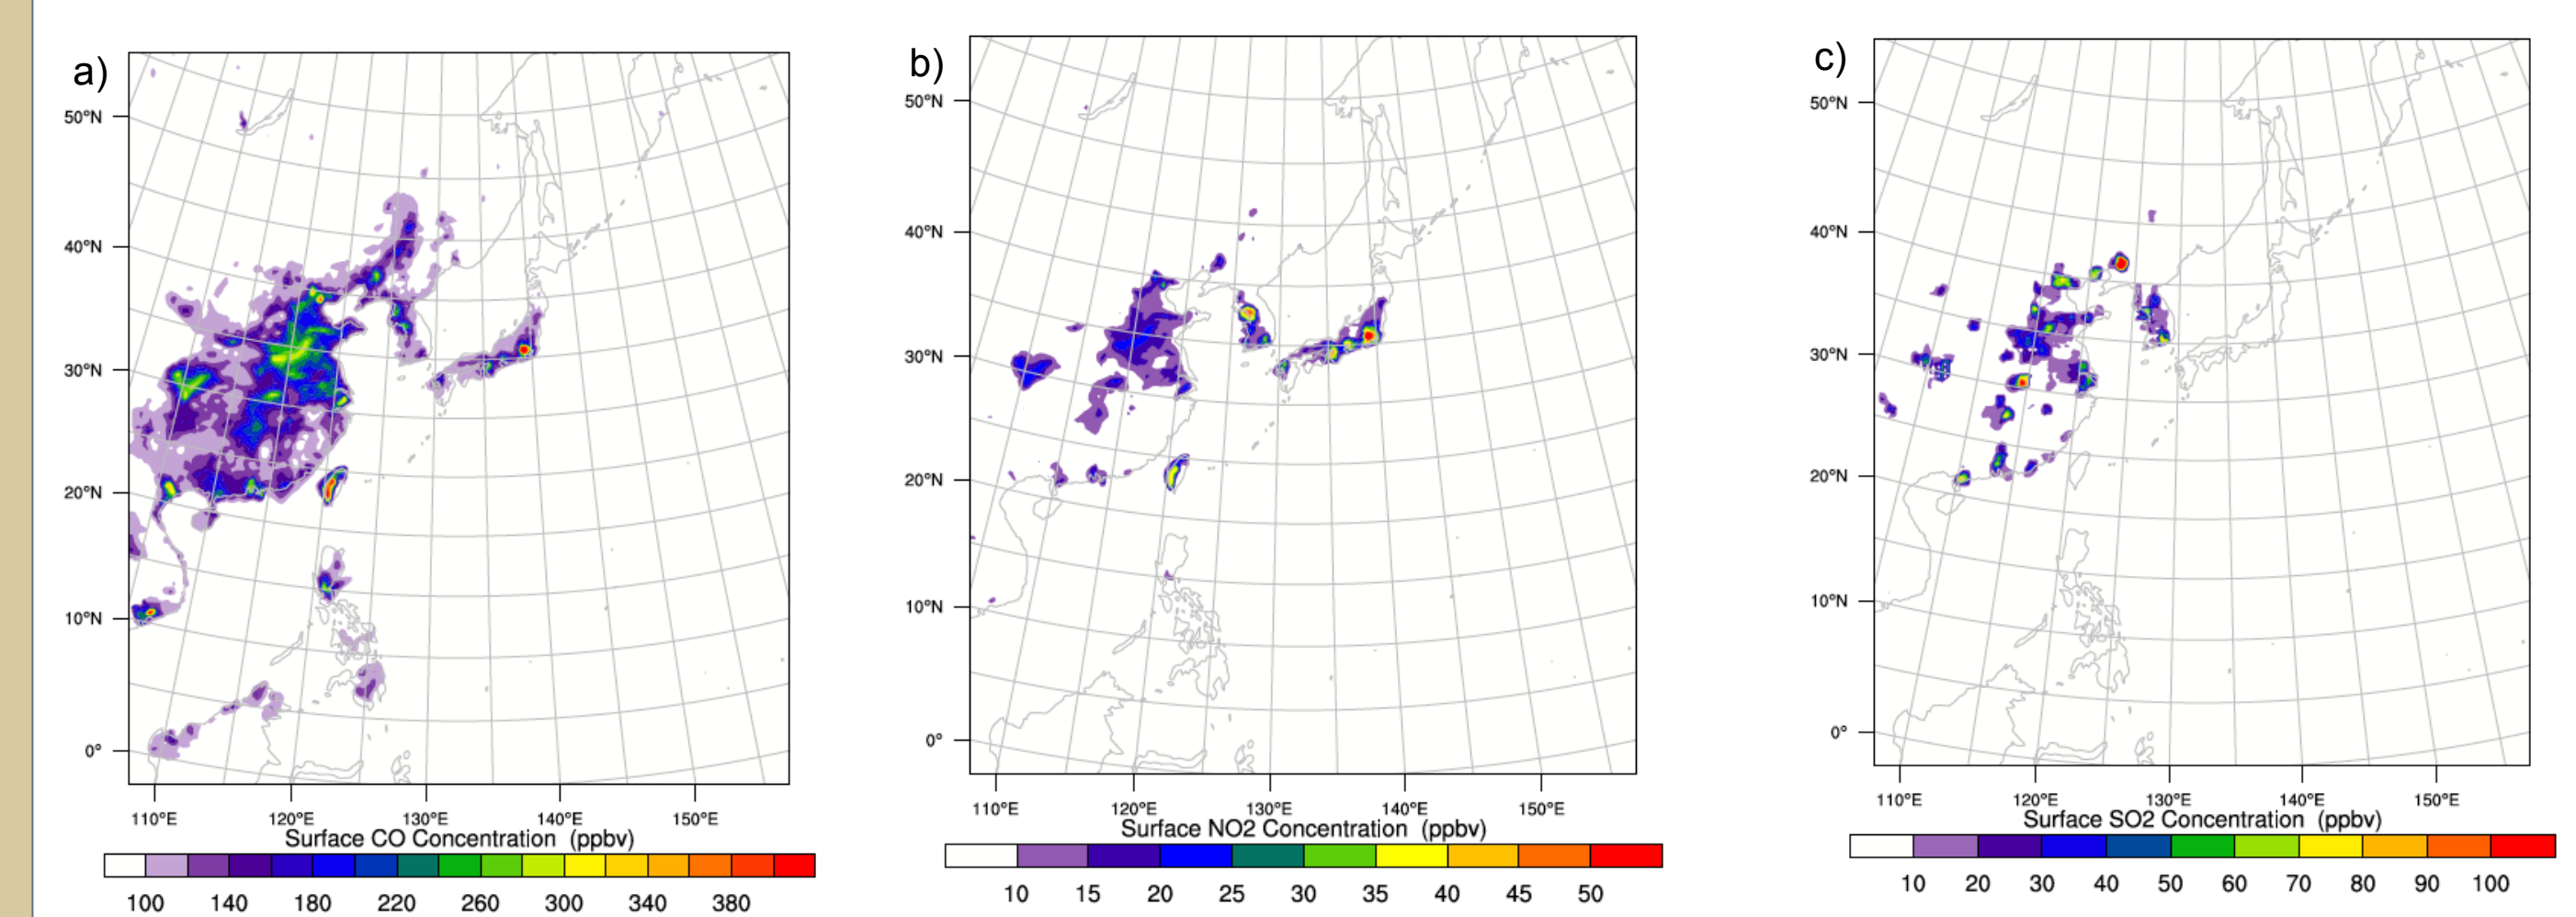 a)
50°N
40°N
30°N
20°N
10°N
0°
110°E 120°E 130°E 140°E 150°E
Surface CO Concentration (ppbv)
100 140 180 220 260 300 340 380
b)
50°N
40°N
30°N
20°N
10°N
0°
110°E 120°E 130°E 140°E 150°E
Surface NO2 Concentration (ppbv)
10 15 20 25 30 35 40 45 50
c)
50°N
40°N
30°N
20°N
10°N
0°
110°E 120°E 130°E 140°E 150°E
Surface SO2 Concentration (ppbv)
10 20 30 40 50 60 70 80 90 100